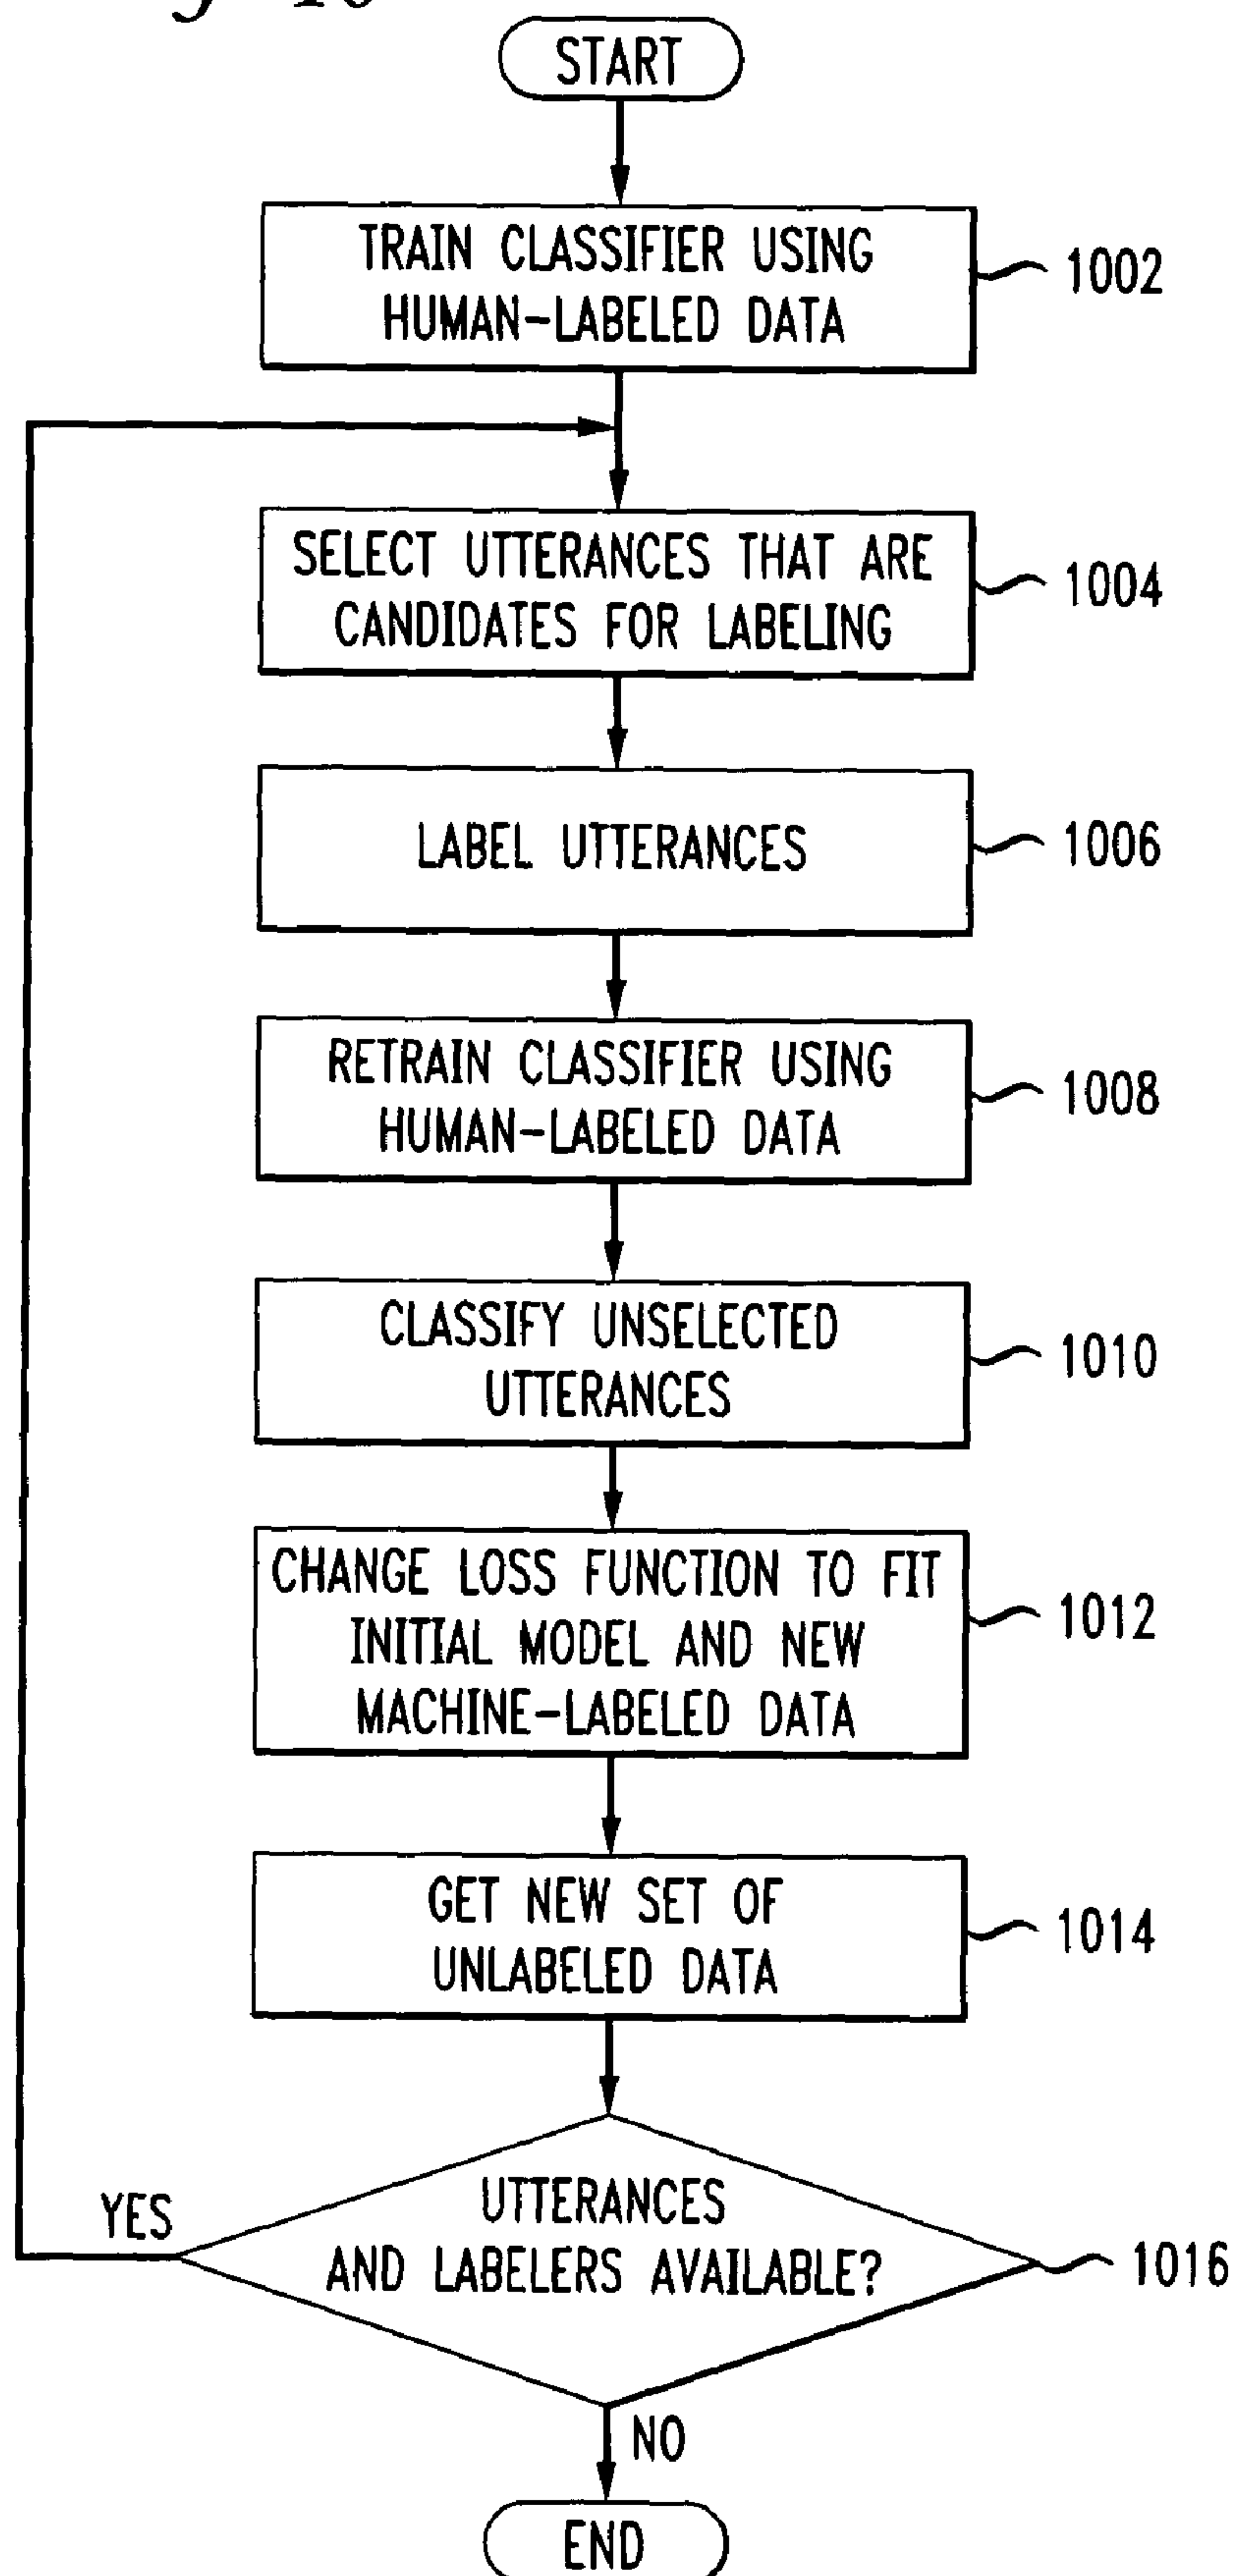 START
TRAIN CLASSIFIER USING
HUMAN-LABELED DATA
1002
SELECT UTTERANCES THAT ARE
CANDIDATES FOR LABELING
1004
LABEL UTTERANCES
1006
RETRAIN CLASSIFIER USING
HUMAN-LABELED DATA
1008
CLASSIFY UNSELECTED
UTTERANCES
1010
CHANGE LOSS FUNCTION TO FIT
INITIAL MODEL AND NEW
MACHINE-LABELED DATA
1012
GET NEW SET OF
UNLABELED DATA
1014
YES
UTTERANCES
AND LABELERS AVAILABLE?
1016
NO
END